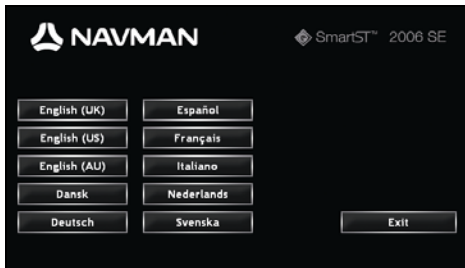 NAVMAN SmartST™ 2006 SE
English (UK) Español
English (US) Français
English (AU) Italiano
Dansk Nederlands
Deutsch Svenska Exit